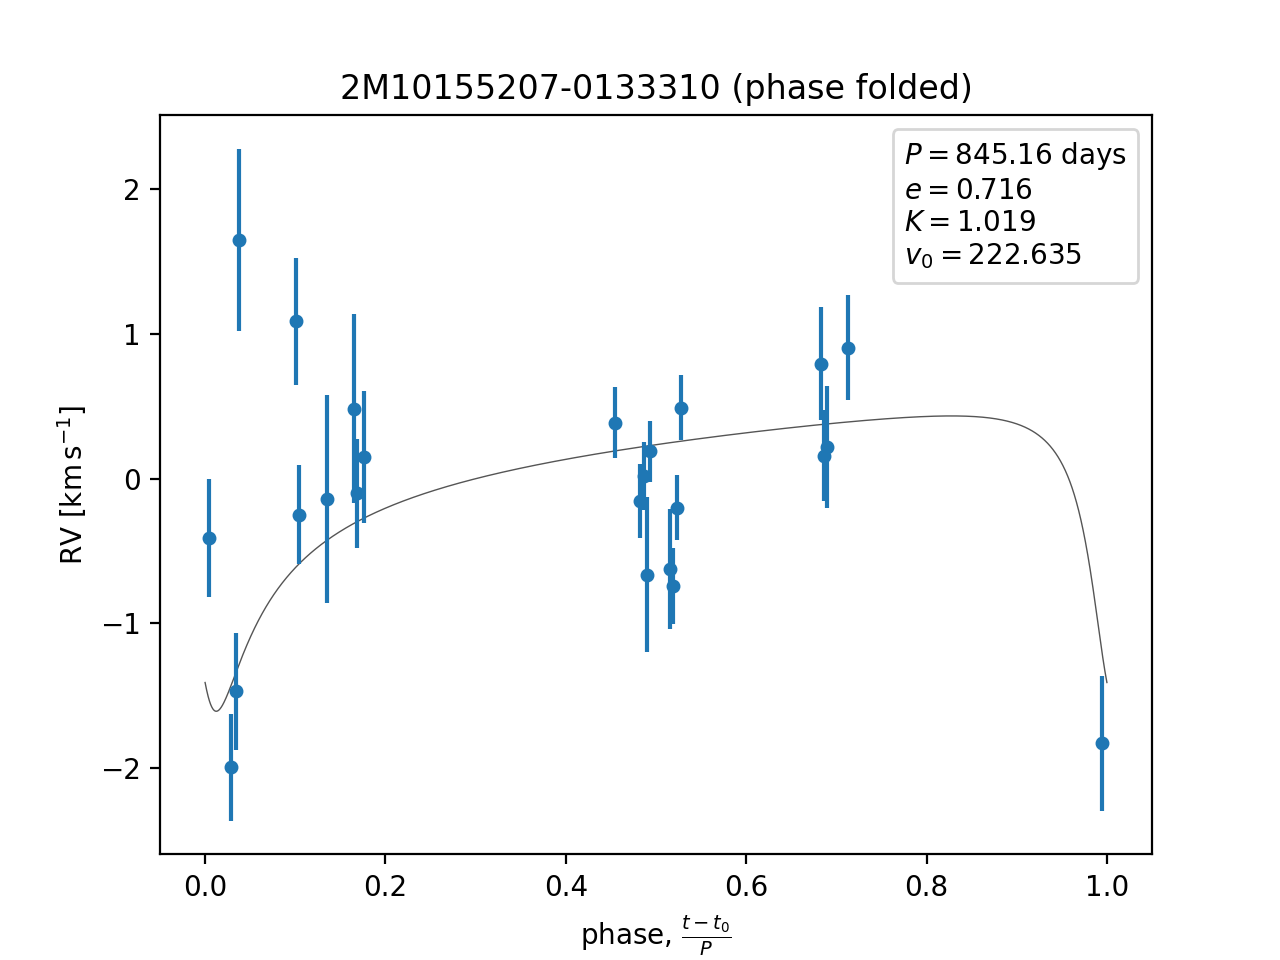 2M10155207-0133310 (phase folded)
P = 845.16 days
e = 0.716
K = 1.019
v₀ = 222.635
RV [km s⁻¹]
2
1
0
−1
−2
0.0 0.2 0.4 0.6 0.8 1.0
phase, (t − t₀)/P